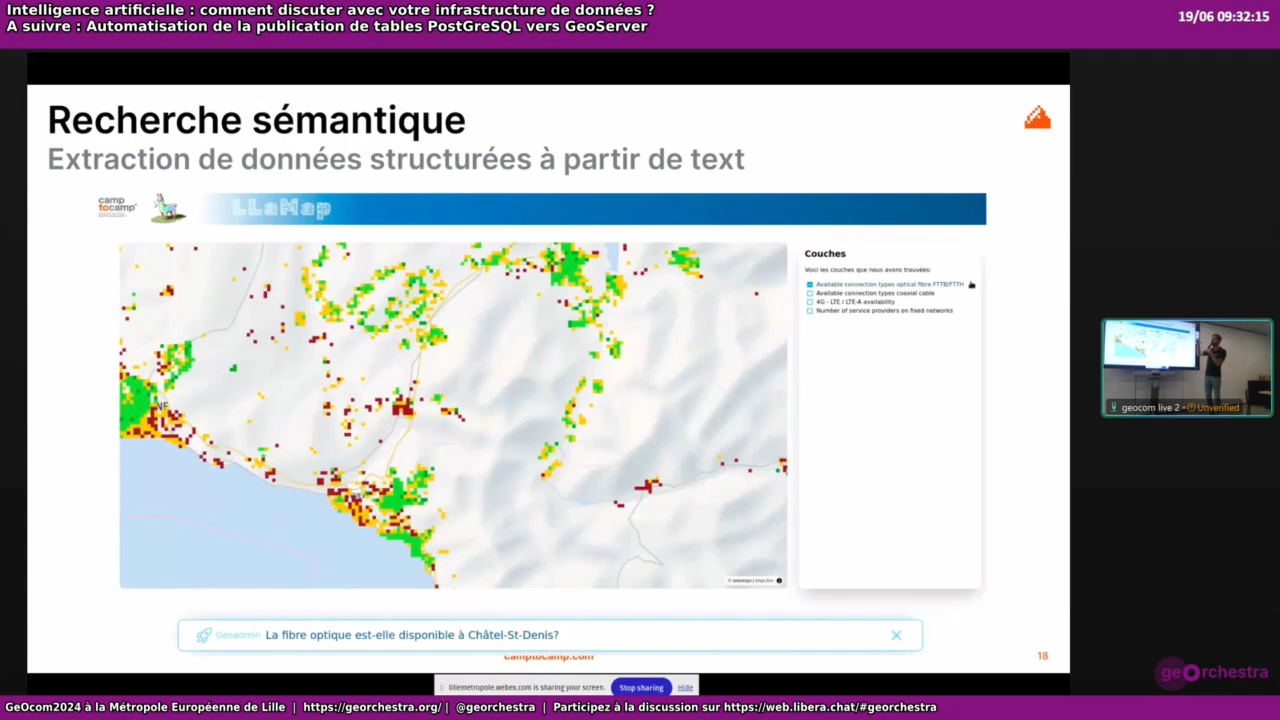 Intelligence artificielle : comment discuter avec votre infrastructure de données ?
A suivre : Automatisation de la publication de tables PostGreSQL vers GeoServer
19/06 09:32:15
Recherche sémantique
Extraction de données structurées à partir de text
camp
tocamp
LLaMap
Couches
Voici les couches que nous avons trouvées:
Available connection types optical fibre FTTB/FTTH
Available connection types coaxial cable
4G - LTE / LTE-A availability
Number of service providers on fixed networks
geocom live 2 • Unverified
Geoadmin La fibre optique est-elle disponible à Châtel-St-Denis?
camptocamp.com
18
lillemetropole.webex.com is sharing your screen. Stop sharing Hide
geOrchestra
GeOcom2024 à la Métropole Européenne de Lille | https://georchestra.org/ | @georchestra | Participez à la discussion sur https://web.libera.chat/#georchestra